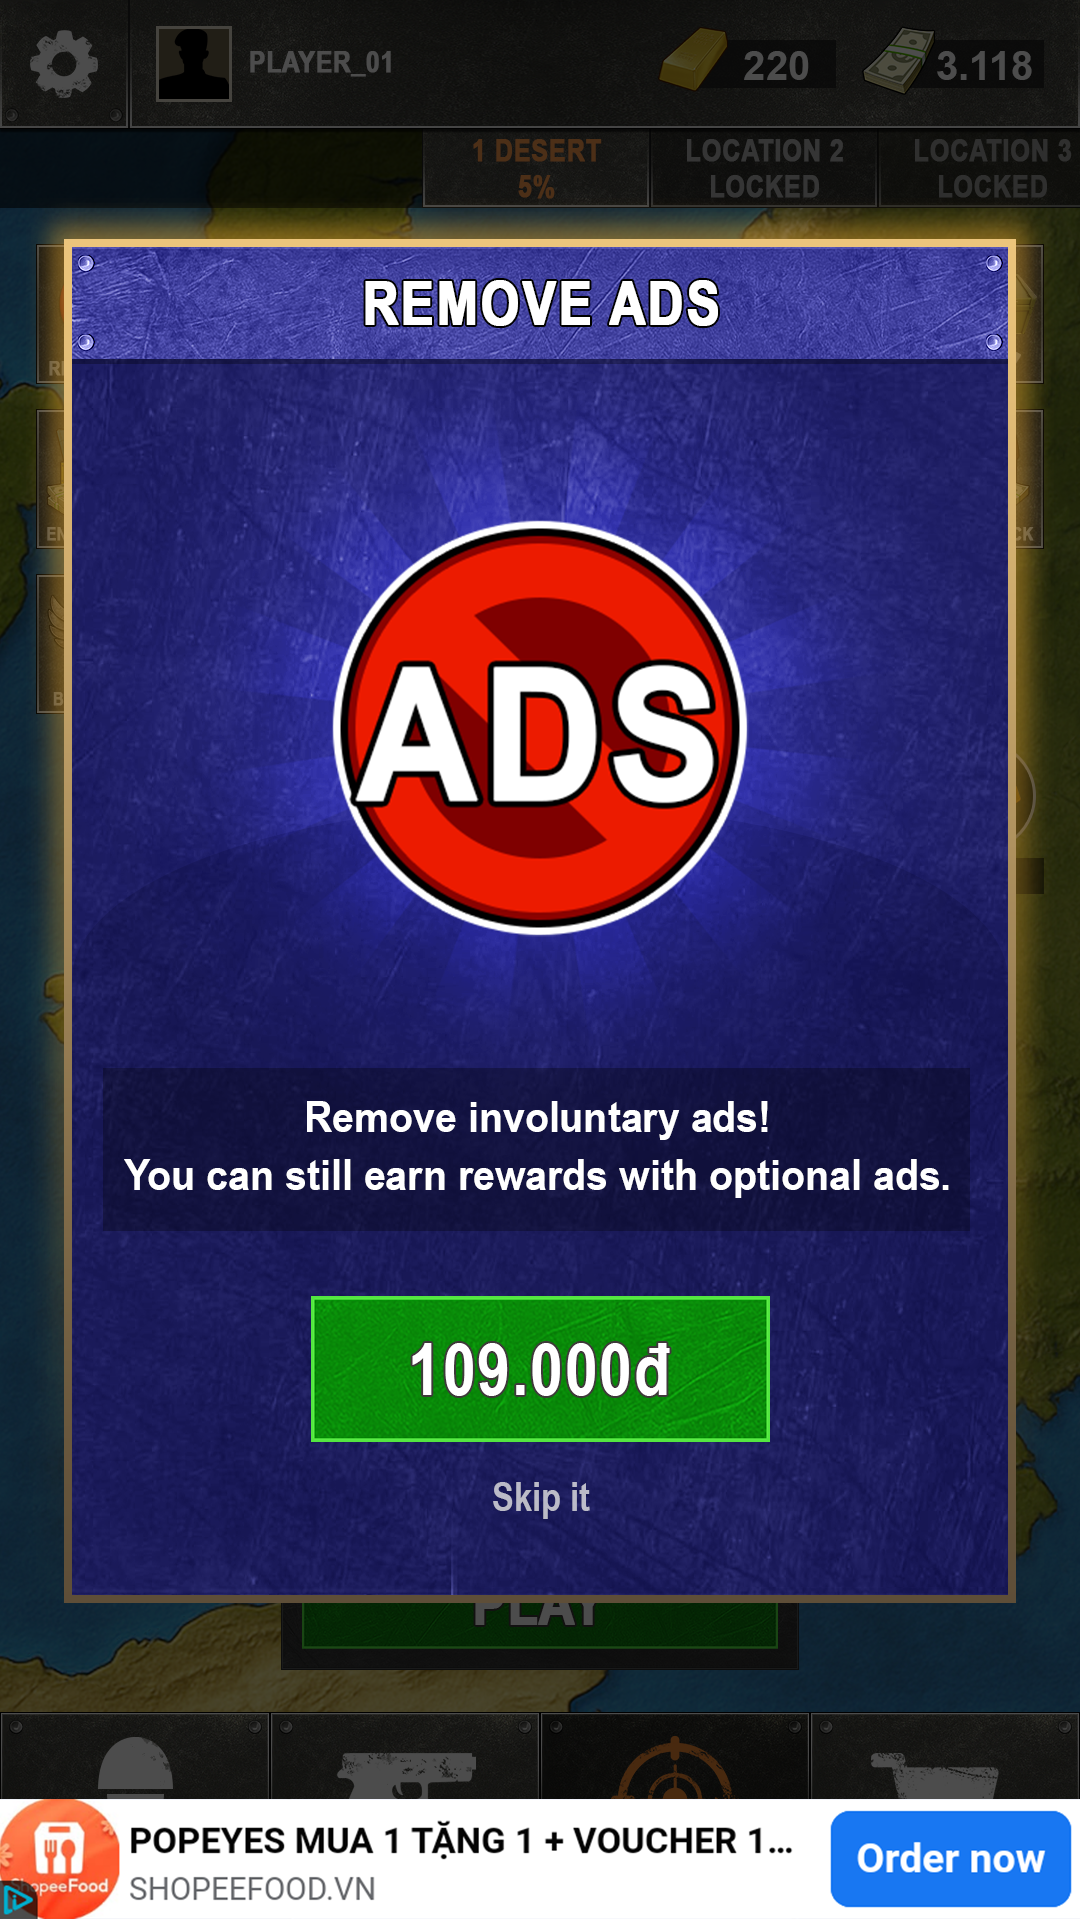 PLAYER_01
220
3.118
1 DESERT
5%
LOCATION 2
LOCKED
LOCATION 3
LOCKED
REMOVE ADS
ADS
Remove involuntary ads!
You can still earn rewards with optional ads.
109.000đ
Skip it
PLAY
ShopeeFood
POPEYES MUA 1 TẶNG 1 + VOUCHER 1...
SHOPEEFOOD.VN
Order now